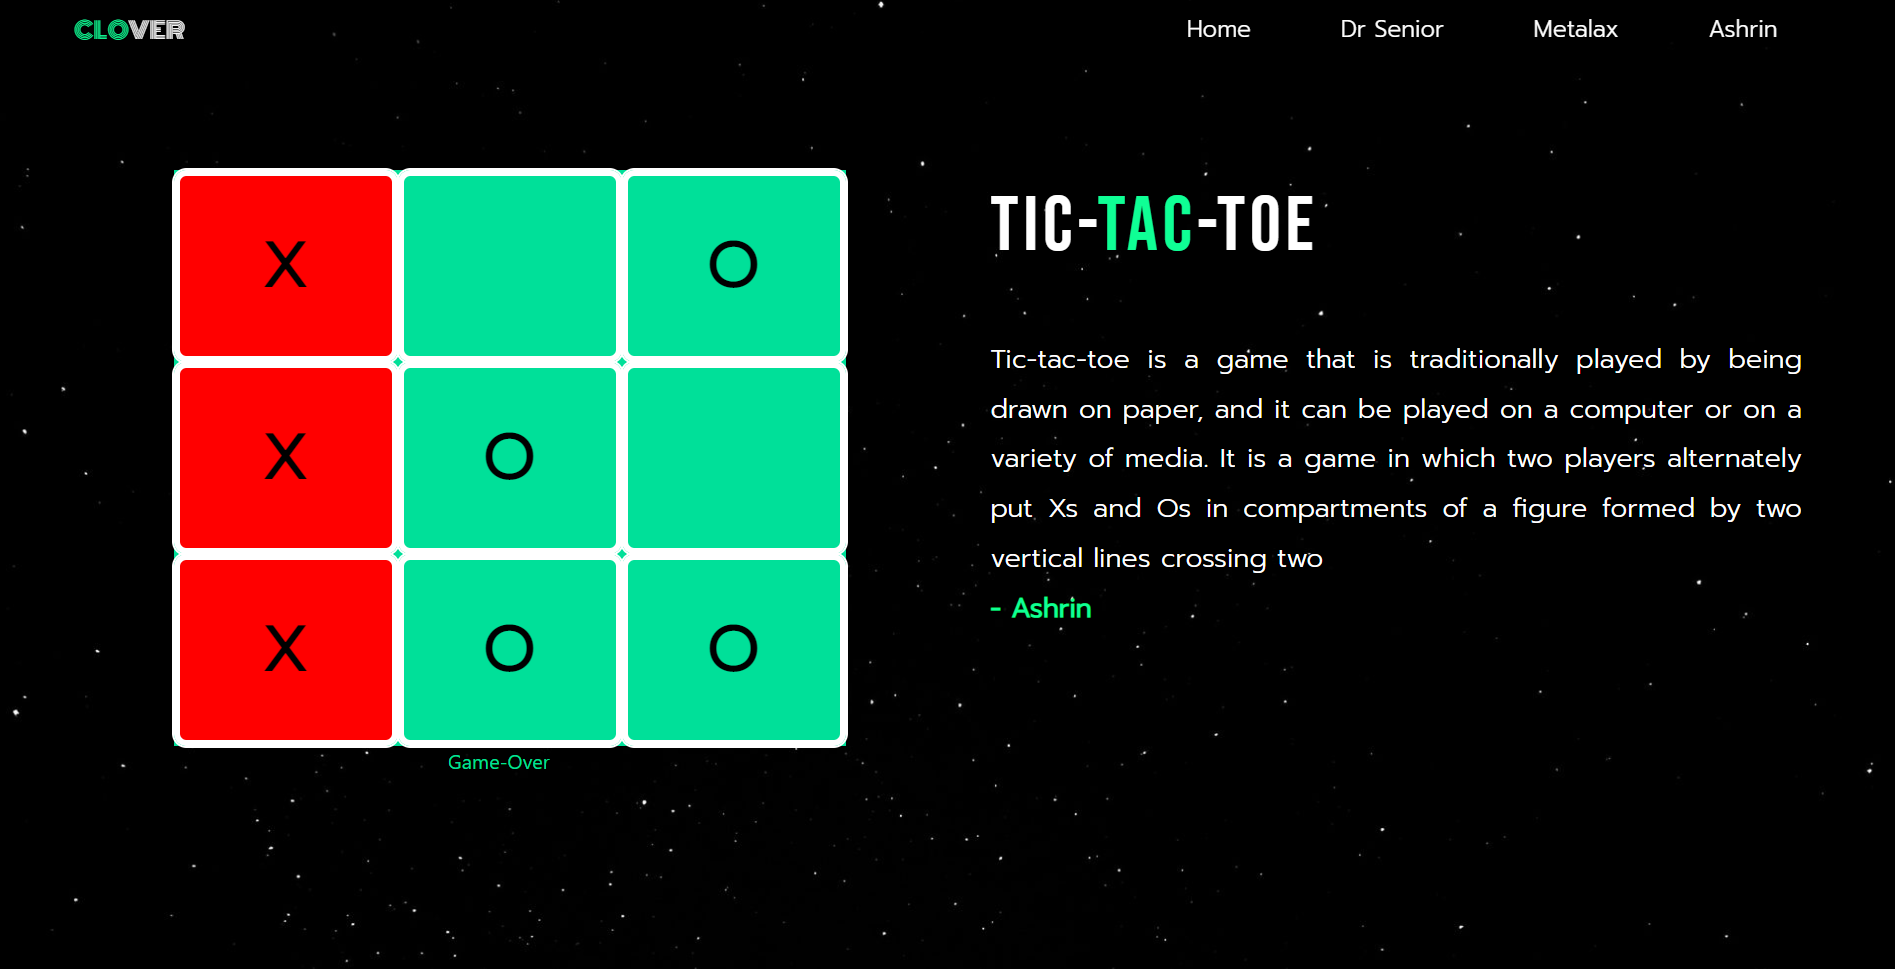 CLOVER
Home
Dr Senior
Metalax
Ashrin
X
O
X
O
X
O
O
Game-Over
TIC-TAC-TOE
Tic-tac-toe is a game that is traditionally played by being
drawn on paper, and it can be played on a computer or on a
variety of media. It is a game in which two players alternately
put Xs and Os in compartments of a figure formed by two
vertical lines crossing two
- Ashrin